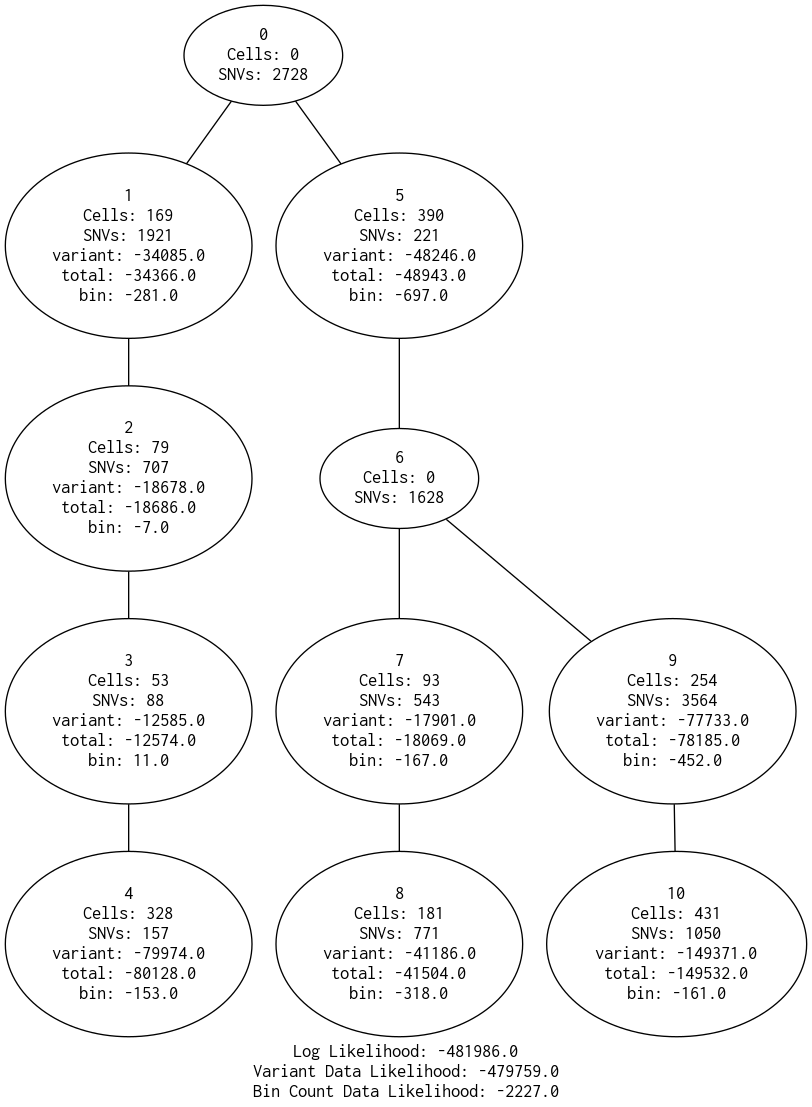 0
Cells: 0
SNVs: 2728
1
Cells: 169
SNVs: 1921
variant: -34085.0
total: -34366.0
bin: -281.0
5
Cells: 390
SNVs: 221
variant: -48246.0
total: -48943.0
bin: -697.0
2
Cells: 79
SNVs: 707
variant: -18678.0
total: -18686.0
bin: -7.0
6
Cells: 0
SNVs: 1628
3
Cells: 53
SNVs: 88
variant: -12585.0
total: -12574.0
bin: 11.0
7
Cells: 93
SNVs: 543
variant: -17901.0
total: -18069.0
bin: -167.0
9
Cells: 254
SNVs: 3564
variant: -77733.0
total: -78185.0
bin: -452.0
4
Cells: 328
SNVs: 157
variant: -79974.0
total: -80128.0
bin: -153.0
8
Cells: 181
SNVs: 771
variant: -41186.0
total: -41504.0
bin: -318.0
10
Cells: 431
SNVs: 1050
variant: -149371.0
total: -149532.0
bin: -161.0
Log Likelihood: -481986.0
Variant Data Likelihood: -479759.0
Bin Count Data Likelihood: -2227.0